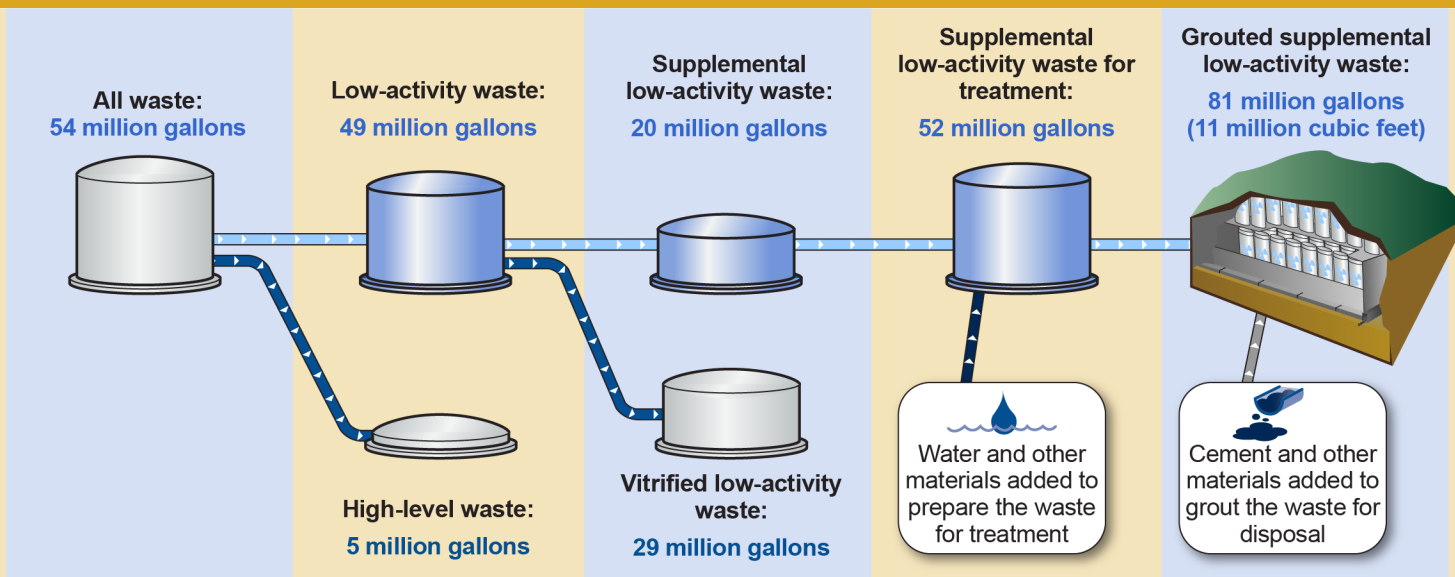 All waste:
54 million gallons
Low-activity waste:
49 million gallons
High-level waste:
5 million gallons
Supplemental
low-activity waste:
20 million gallons
Vitrified low-activity
waste:
29 million gallons
Supplemental
low-activity waste for
treatment:
52 million gallons
Water and other
materials added to
prepare the waste
for treatment
Grouted supplemental
low-activity waste:
81 million gallons
(11 million cubic feet)
Cement and other
materials added to
grout the waste for
disposal